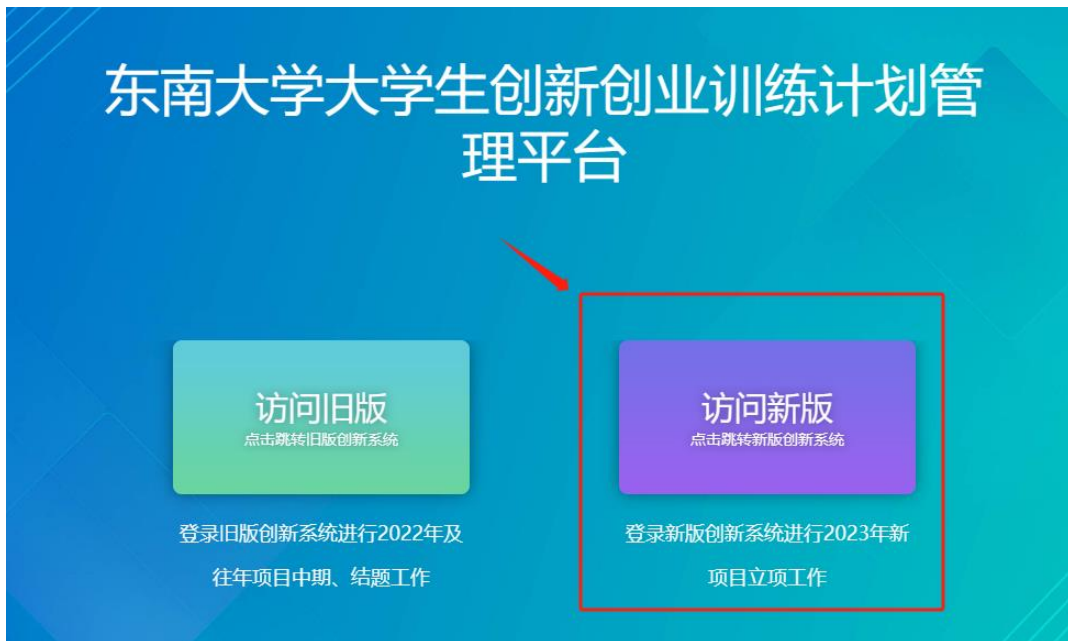 东南大学大学生创新创业训练计划管
理平台
访问旧版
点击跳转旧版创新系统
访问新版
点击跳转新版创新系统
登录旧版创新系统进行2022年及
往年项目中期、结题工作
登录新版创新系统进行2023年新
项目立项工作